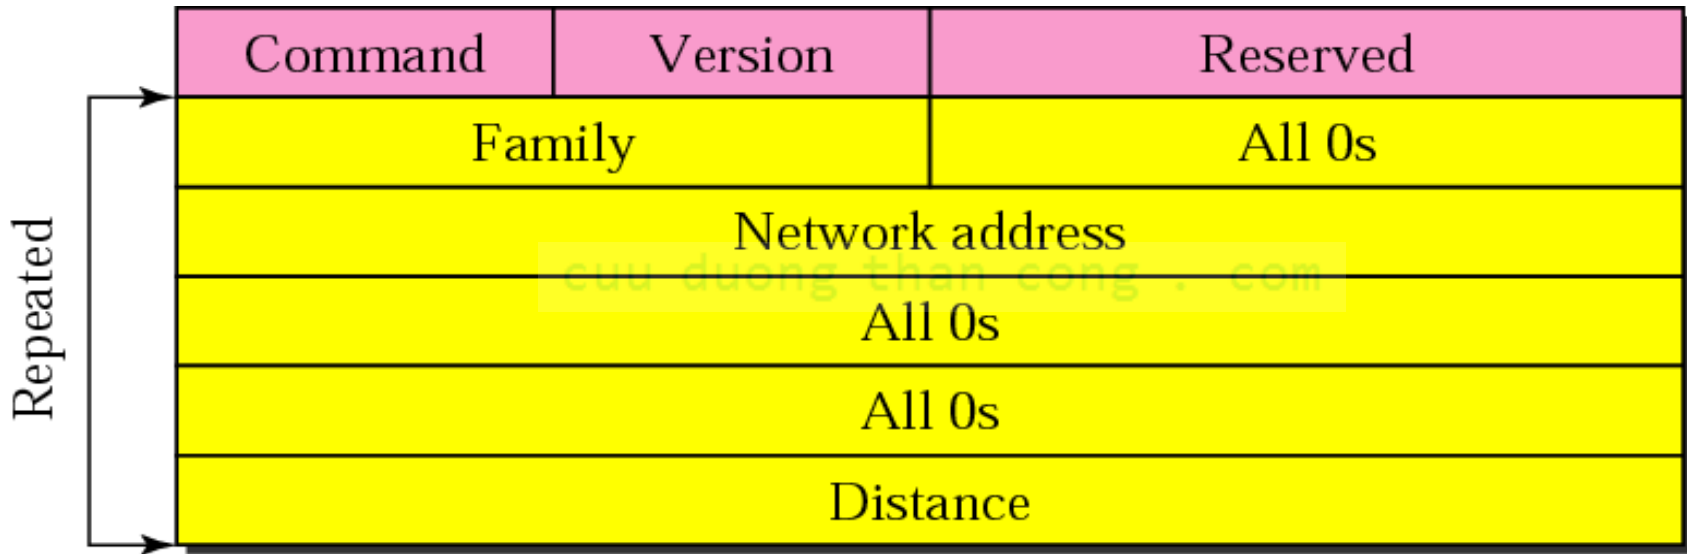 Command Version Reserved
Family All 0s
Network address
cuu duong than cong . com
All 0s
All 0s
Distance
Repeated